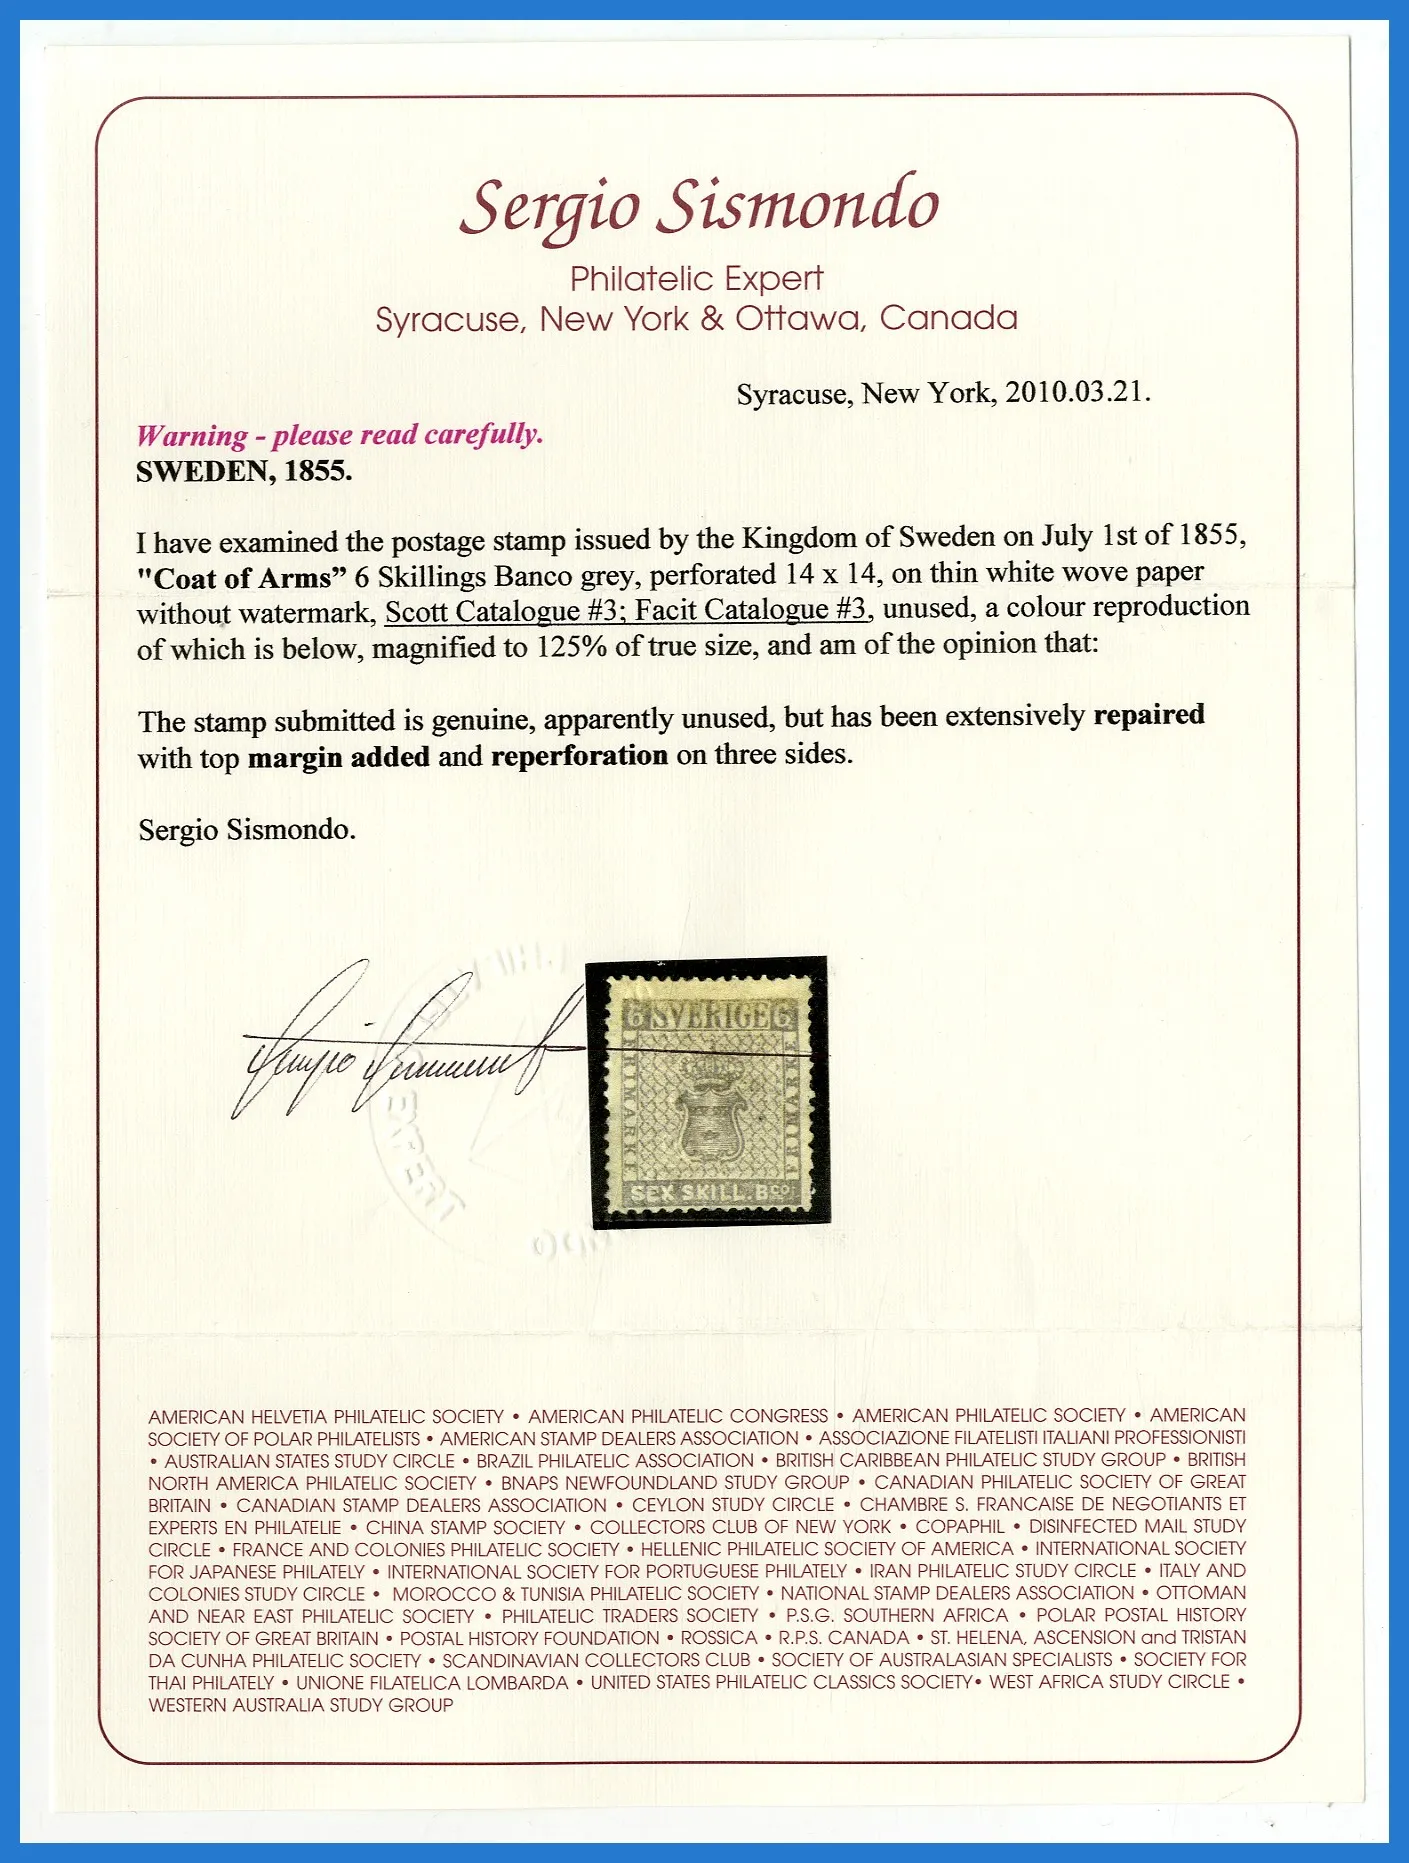 Sergio Sismondo
Philatelic Expert
Syracuse, New York & Ottawa, Canada
Syracuse, New York, 2010.03.21.
Warning - please read carefully.
SWEDEN, 1855.
I have examined the postage stamp issued by the Kingdom of Sweden on July 1st of 1855,
"Coat of Arms” 6 Skillings Banco grey, perforated 14 x 14, on thin white wove paper
without watermark, Scott Catalogue #3; Facit Catalogue #3, unused, a colour reproduction
of which is below, magnified to 125% of true size, and am of the opinion that:
The stamp submitted is genuine, apparently unused, but has been extensively repaired
with top margin added and reperforation on three sides.
Sergio Sismondo.
Sergio Sismondo
EXPERT
6 SVERIGE 6
FRIMARKE
FRIMARKE
SEX SKILL. Bco.
AMERICAN HELVETIA PHILATELIC SOCIETY • AMERICAN PHILATELIC CONGRESS • AMERICAN PHILATELIC SOCIETY • AMERICAN
SOCIETY OF POLAR PHILATELISTS • AMERICAN STAMP DEALERS ASSOCIATION • ASSOCIAZIONE FILATELISTI ITALIANI PROFESSIONISTI
• AUSTRALIAN STATES STUDY CIRCLE • BRAZIL PHILATELIC ASSOCIATION • BRITISH CARIBBEAN PHILATELIC STUDY GROUP • BRITISH
NORTH AMERICA PHILATELIC SOCIETY • BNAPS NEWFOUNDLAND STUDY GROUP • CANADIAN PHILATELIC SOCIETY OF GREAT
BRITAIN • CANADIAN STAMP DEALERS ASSOCIATION • CEYLON STUDY CIRCLE • CHAMBRE S. FRANCAISE DE NEGOTIANTS ET
EXPERTS EN PHILATELIE • CHINA STAMP SOCIETY • COLLECTORS CLUB OF NEW YORK • COPAPHIL • DISINFECTED MAIL STUDY
CIRCLE • FRANCE AND COLONIES PHILATELIC SOCIETY • HELLENIC PHILATELIC SOCIETY OF AMERICA • INTERNATIONAL SOCIETY
FOR JAPANESE PHILATELY • INTERNATIONAL SOCIETY FOR PORTUGUESE PHILATELY • IRAN PHILATELIC STUDY CIRCLE • ITALY AND
COLONIES STUDY CIRCLE • MOROCCO & TUNISIA PHILATELIC SOCIETY • NATIONAL STAMP DEALERS ASSOCIATION • OTTOMAN
AND NEAR EAST PHILATELIC SOCIETY • PHILATELIC TRADERS SOCIETY • P.S.G. SOUTHERN AFRICA • POLAR POSTAL HISTORY
SOCIETY OF GREAT BRITAIN • POSTAL HISTORY FOUNDATION • ROSSICA • R.P.S. CANADA • ST. HELENA, ASCENSION and TRISTAN
DA CUNHA PHILATELIC SOCIETY • SCANDINAVIAN COLLECTORS CLUB • SOCIETY OF AUSTRALASIAN SPECIALISTS • SOCIETY FOR
THAI PHILATELY • UNIONE FILATELICA LOMBARDA • UNITED STATES PHILATELIC CLASSICS SOCIETY• WEST AFRICA STUDY CIRCLE •
WESTERN AUSTRALIA STUDY GROUP